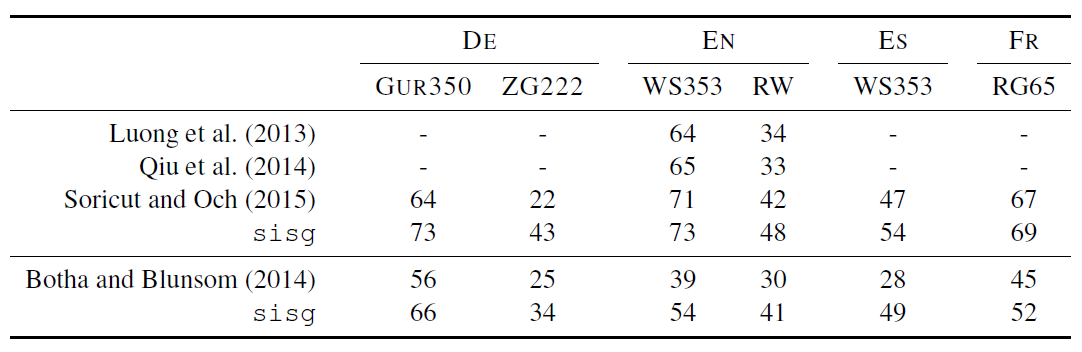 DE EN ES FR
GUR350 ZG222 WS353 RW WS353 RG65
Luong et al. (2013) - - 64 34 - -
Qiu et al. (2014) - - 65 33 - -
Soricut and Och (2015) 64 22 71 42 47 67
sisg 73 43 73 48 54 69
Botha and Blunsom (2014) 56 25 39 30 28 45
sisg 66 34 54 41 49 52